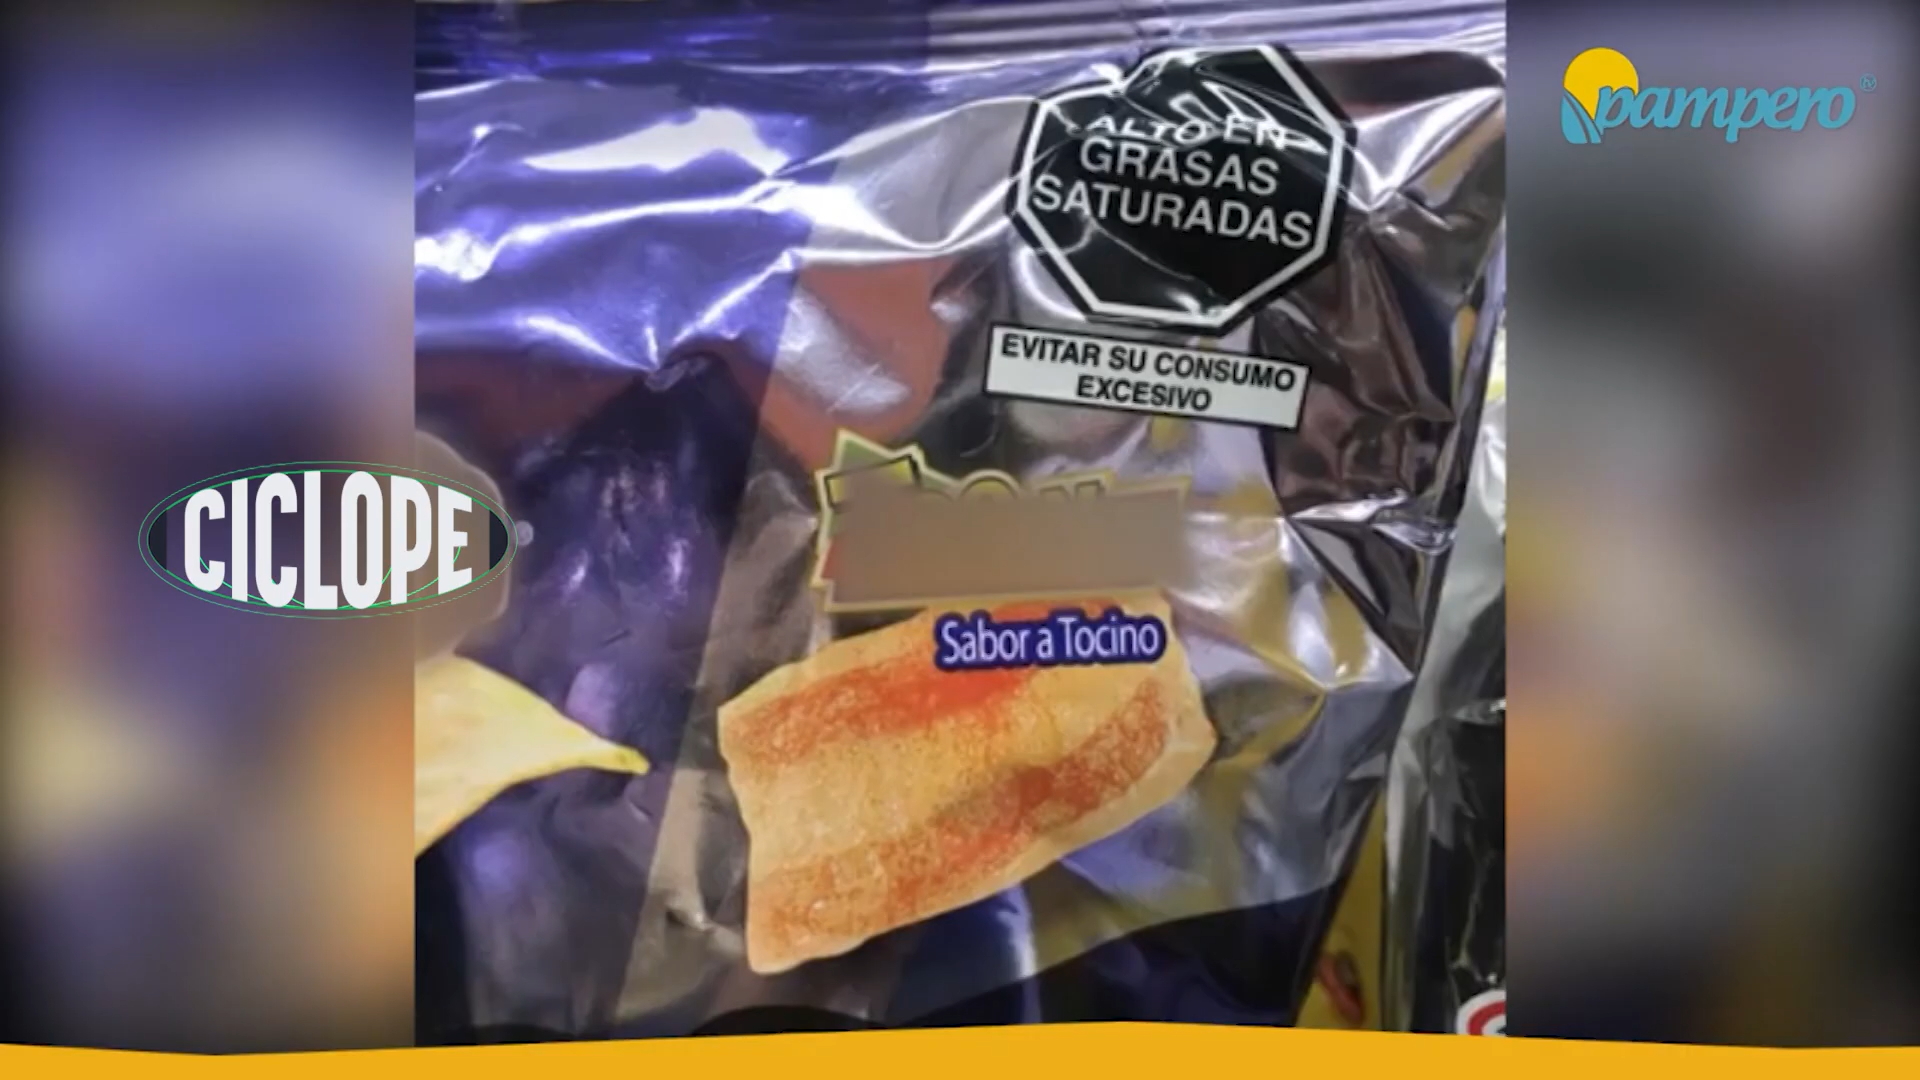 pampero
ALTO EN
GRASAS
SATURADAS
EVITAR SU CONSUMO
EXCESIVO
CICLOPE
Sabor a Tocino